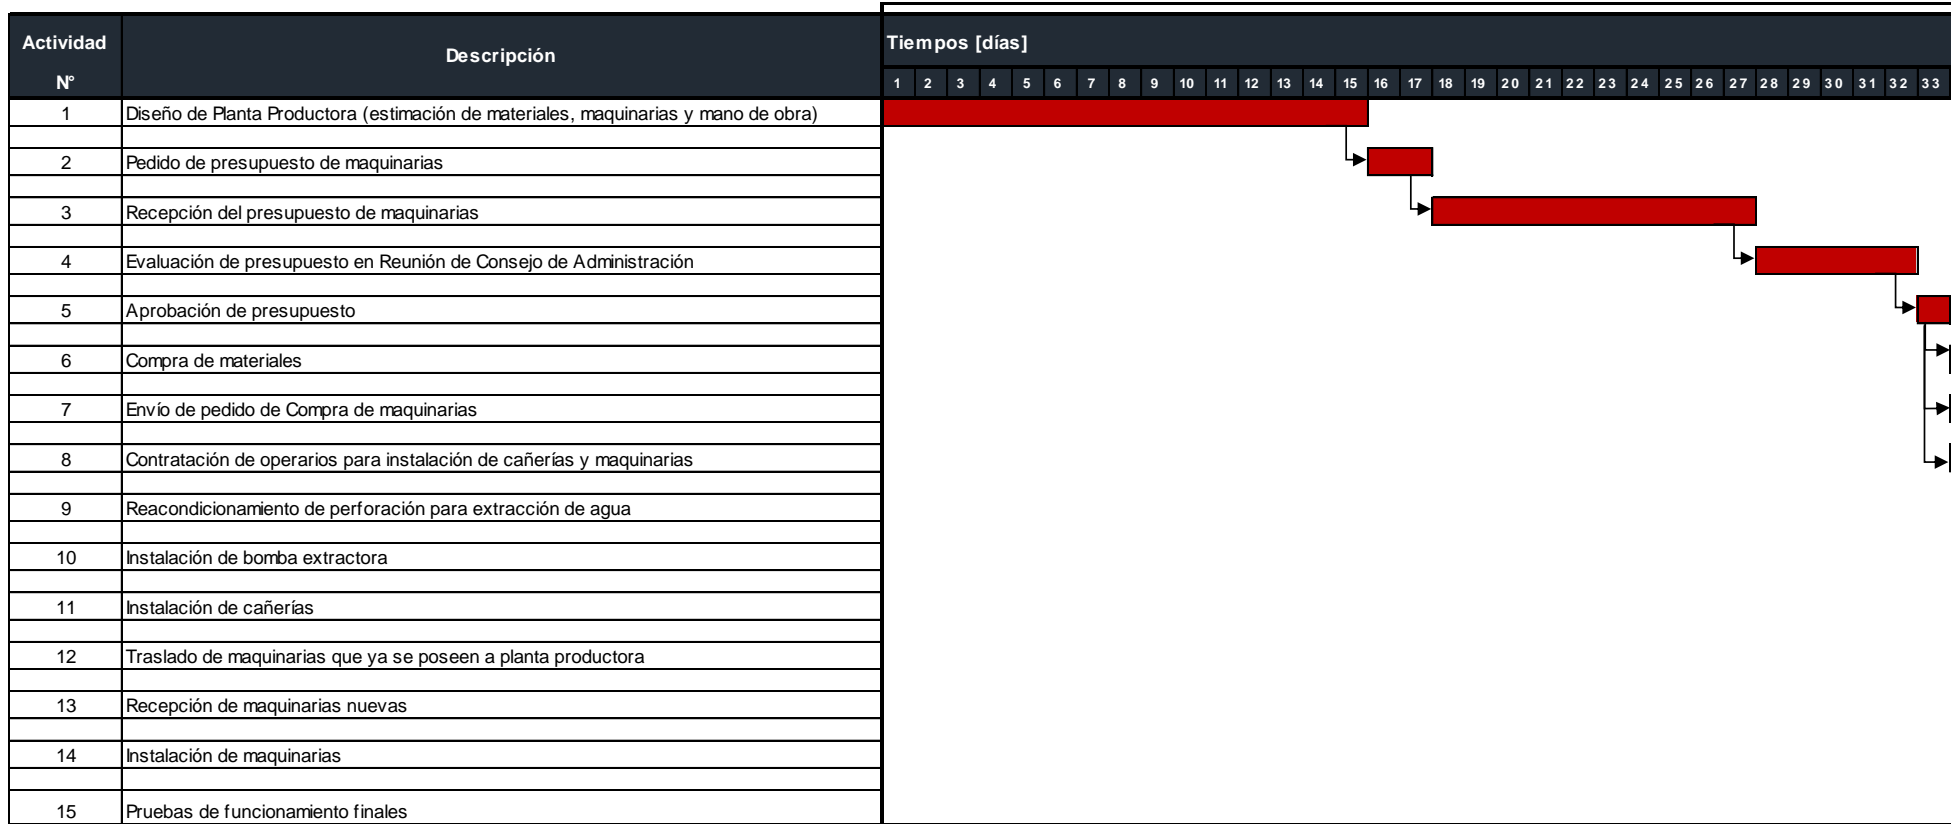 Actividad
N°
Descripción
Tiempos [días]
1 2 3 4 5 6 7 8 9 10 11 12 13 14 15 16 17 18 19 20 21 22 23 24 25 26 27 28 29 30 31 32 33
1 Diseño de Planta Productora (estimación de materiales, maquinarias y mano de obra)
2 Pedido de presupuesto de maquinarias
3 Recepción del presupuesto de maquinarias
4 Evaluación de presupuesto en Reunión de Consejo de Administración
5 Aprobación de presupuesto
6 Compra de materiales
7 Envío de pedido de Compra de maquinarias
8 Contratación de operarios para instalación de cañerías y maquinarias
9 Reacondicionamiento de perforación para extracción de agua
10 Instalación de bomba extractora
11 Instalación de cañerías
12 Traslado de maquinarias que ya se poseen a planta productora
13 Recepción de maquinarias nuevas
14 Instalación de maquinarias
15 Pruebas de funcionamiento finales